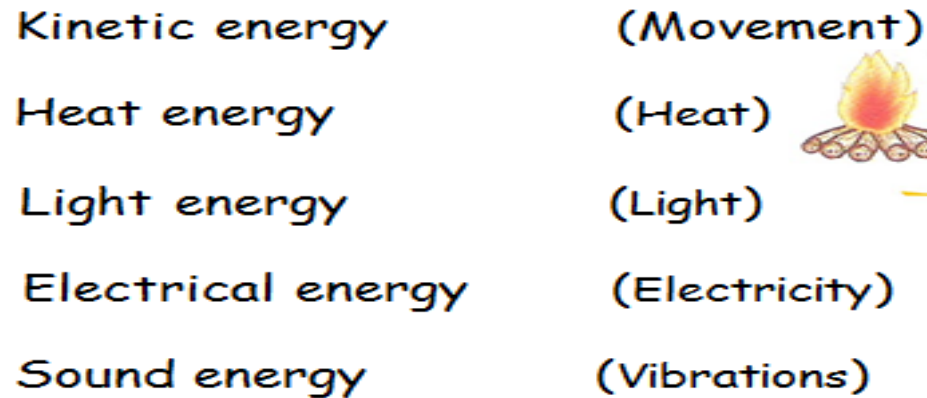 Kinetic energy (Movement)
Heat energy (Heat)
Light energy (Light)
Electrical energy (Electricity)
Sound energy (Vibrations)